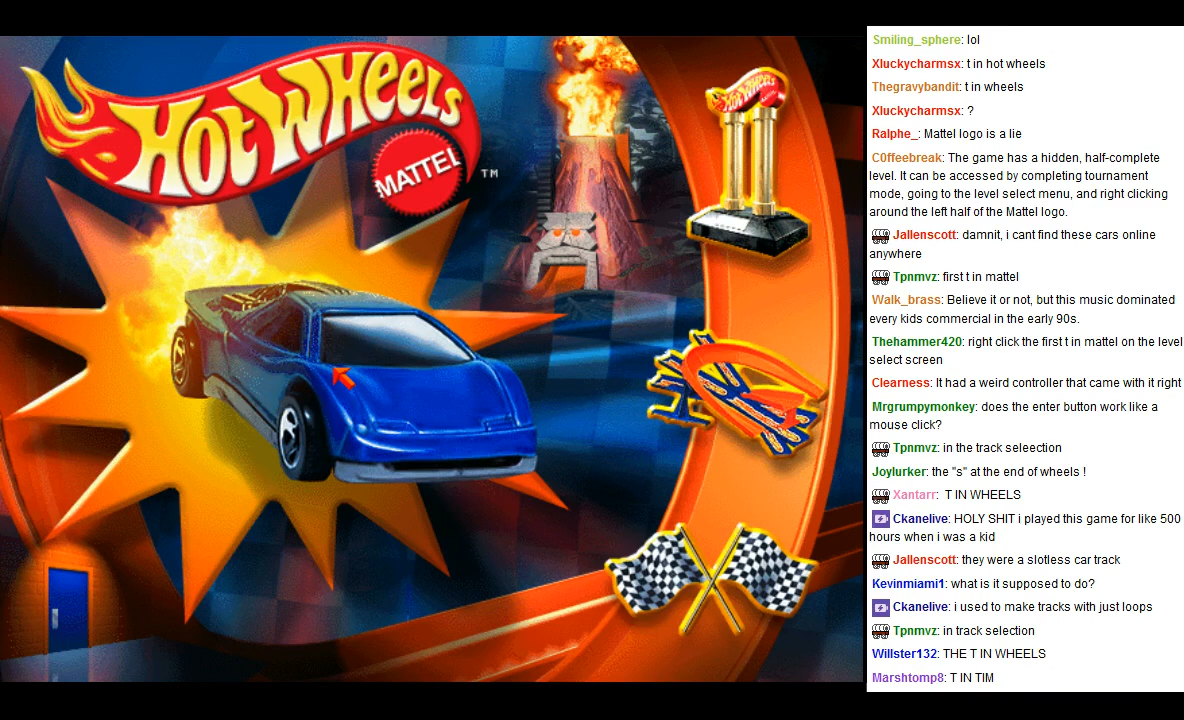 HOT WHEELS
MATTEL
™
Hot Wheels
Smiling_sphere: lol
Xluckycharmsx: t in hot wheels
Thegravybandit: t in wheels
Xluckycharmsx: ?
Ralphe_: Mattel logo is a lie
C0ffeebreak: The game has a hidden, half-complete
level. It can be accessed by completing tournament
mode, going to the level select menu, and right clicking
around the left half of the Mattel logo.
Jallenscott: damnit, i cant find these cars online
anywhere
Tpnmvz: first t in mattel
Walk_brass: Believe it or not, but this music dominated
every kids commercial in the early 90s.
Thehammer420: right click the first t in mattel on the level
select screen
Clearness: It had a weird controller that came with it right
Mrgrumpymonkey: does the enter button work like a
mouse click?
Tpnmvz: in the track seleection
Joylurker: the "s" at the end of wheels !
Xantarr: T IN WHEELS
Ckanelive: HOLY SHIT i played this game for like 500
hours when i was a kid
Jallenscott: they were a slotless car track
Kevinmiami1: what is it supposed to do?
Ckanelive: i used to make tracks with just loops
Tpnmvz: in track selection
Willster132: THE T IN WHEELS
Marshtomp8: T IN TIM